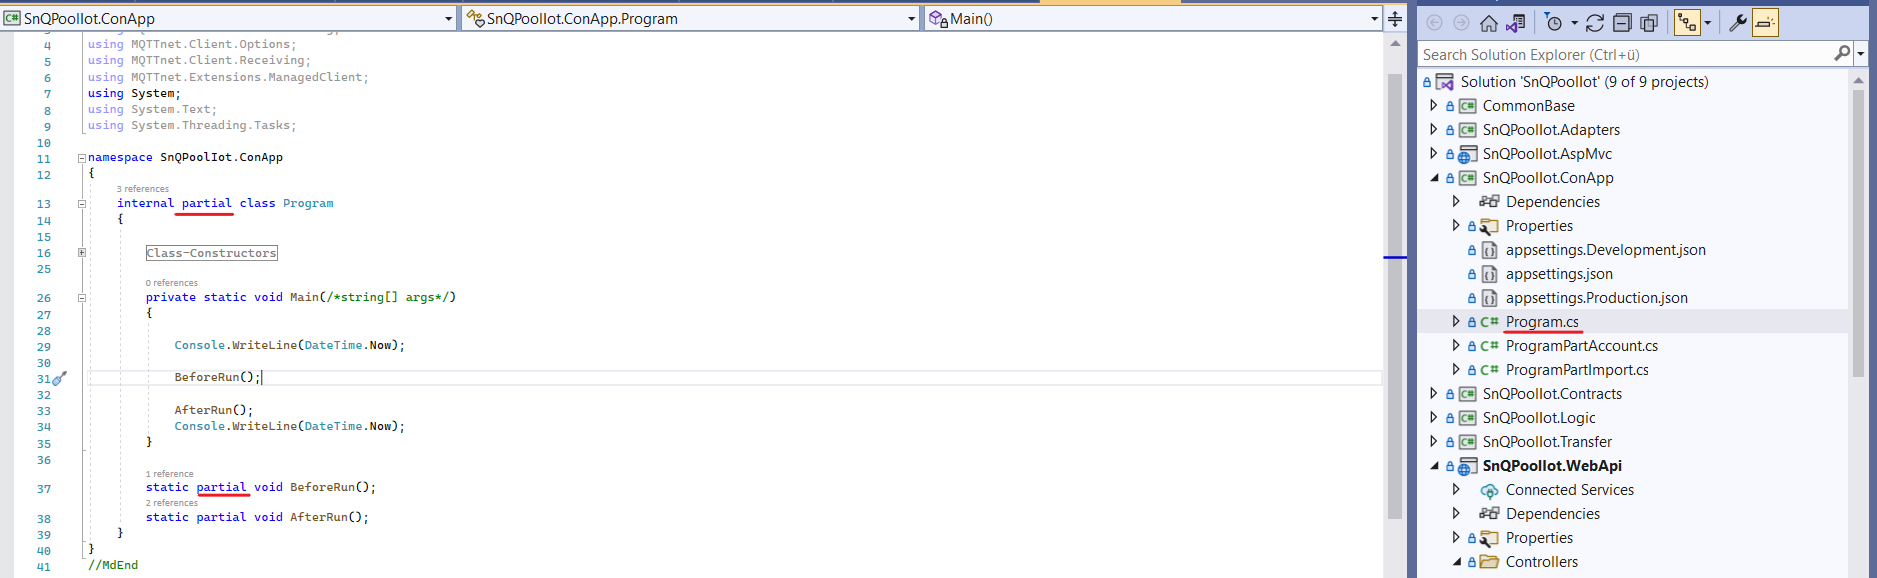 SnQPoolIot.ConApp
SnQPoolIot.ConApp.Program
Main()
4 using MQTTnet.Client.Options;
5 using MQTTnet.Client.Receiving;
6 using MQTTnet.Extensions.ManagedClient;
7 using System;
8 using System.Text;
9 using System.Threading.Tasks;
10
11 namespace SnQPoolIot.ConApp
12 {
3 references
13 internal partial class Program
14 {
15
16 Class-Constructors
25
0 references
26 private static void Main(/*string[] args*/)
27 {
28
29 Console.WriteLine(DateTime.Now);
30
31 BeforeRun();
32
33 AfterRun();
34 Console.WriteLine(DateTime.Now);
35 }
36
1 reference
37 static partial void BeforeRun();
2 references
38 static partial void AfterRun();
39 }
40 }
41 //MdEnd
Search Solution Explorer (Ctrl+ü)
Solution 'SnQPoolIot' (9 of 9 projects)
CommonBase
SnQPoolIot.Adapters
SnQPoolIot.AspMvc
SnQPoolIot.ConApp
Dependencies
Properties
appsettings.Development.json
appsettings.json
appsettings.Production.json
Program.cs
ProgramPartAccount.cs
ProgramPartImport.cs
SnQPoolIot.Contracts
SnQPoolIot.Logic
SnQPoolIot.Transfer
SnQPoolIot.WebApi
Connected Services
Dependencies
Properties
Controllers